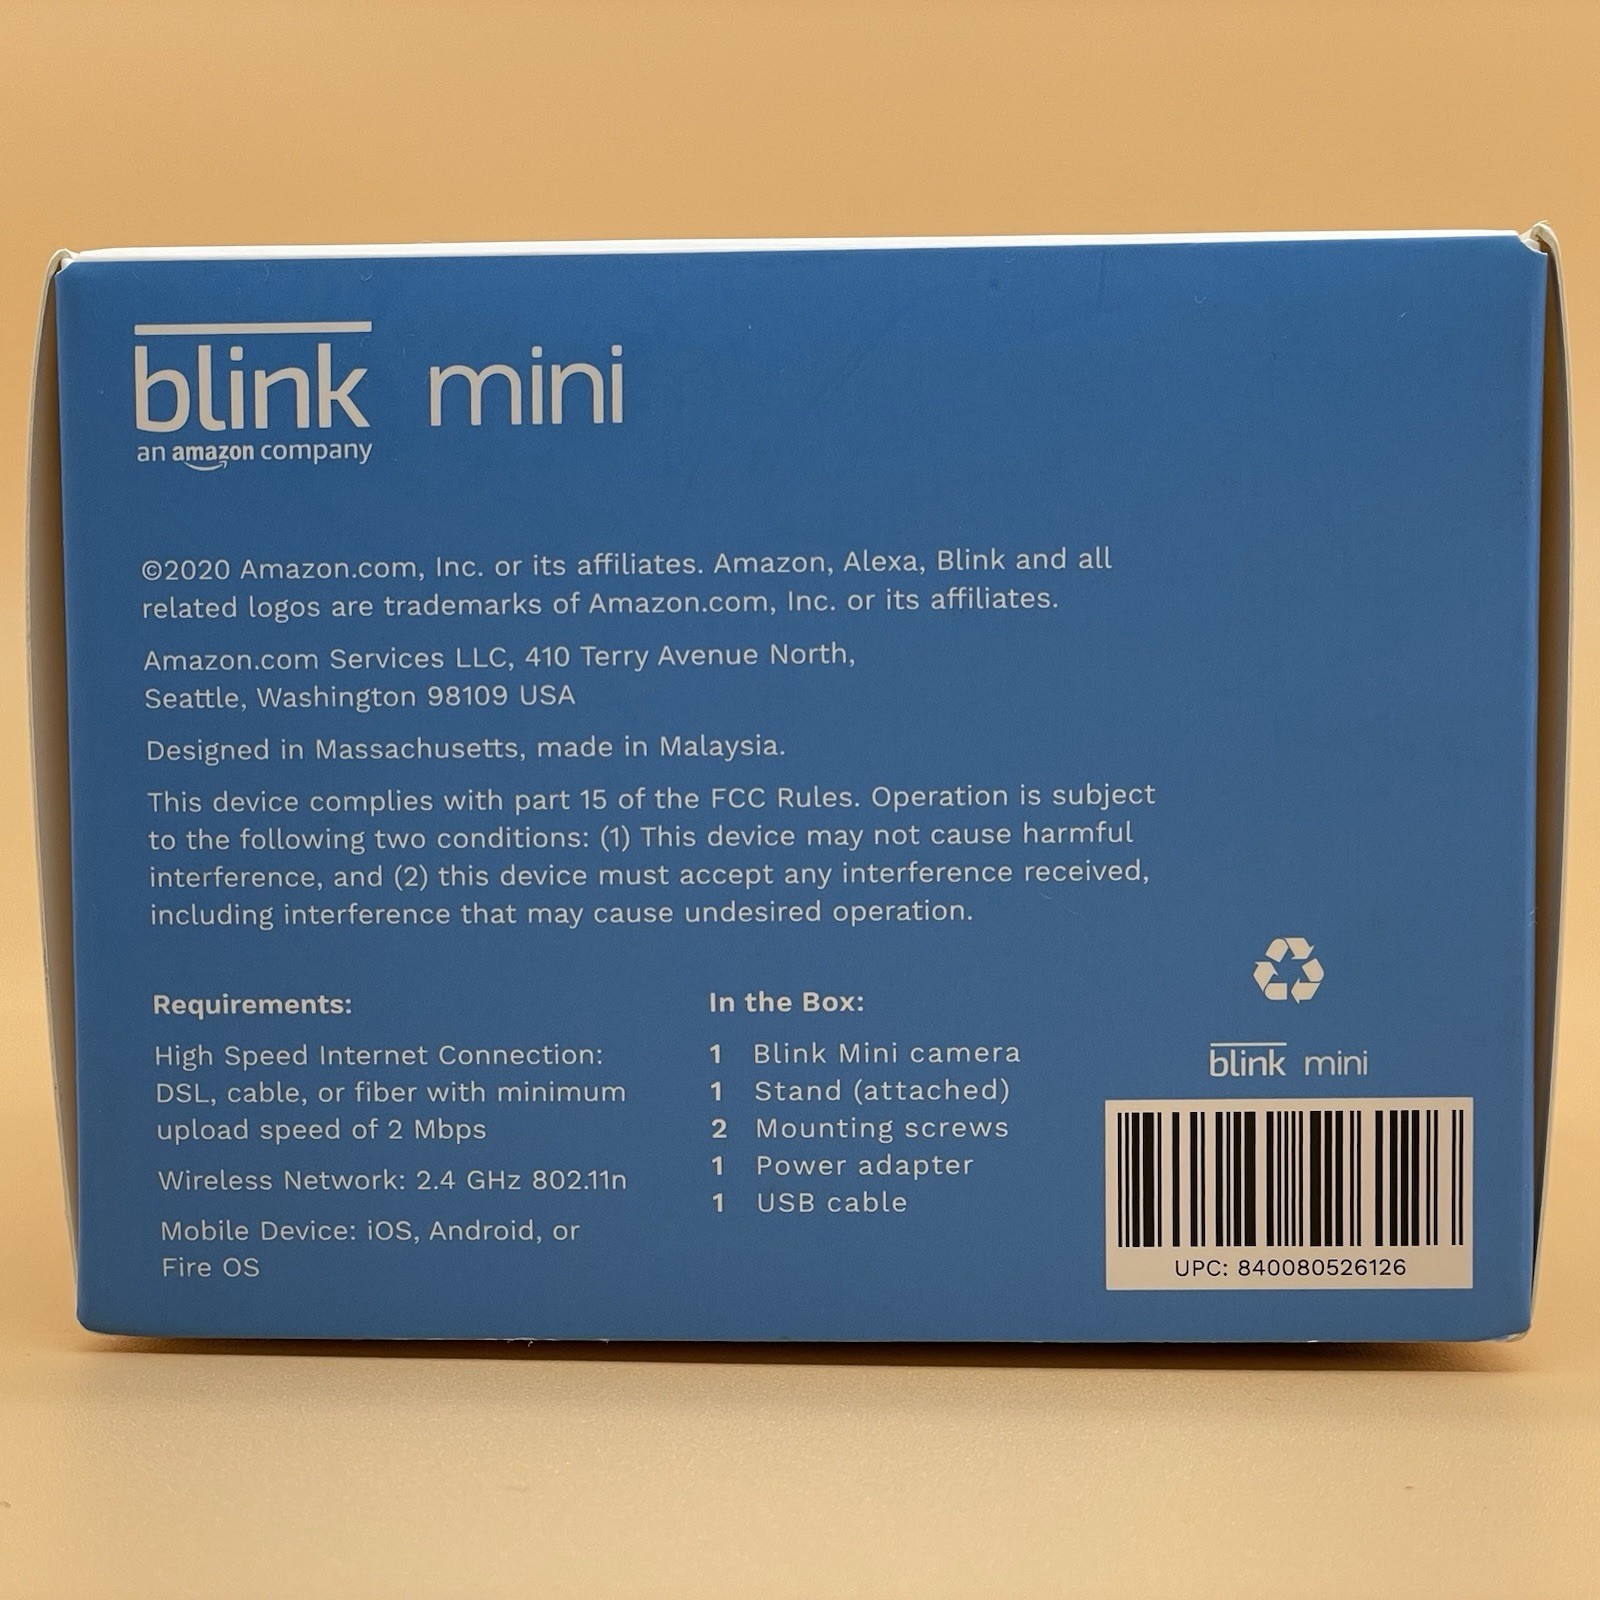 blink mini
an amazon company
©2020 Amazon.com, Inc. or its affiliates. Amazon, Alexa, Blink and all
related logos are trademarks of Amazon.com, Inc. or its affiliates.
Amazon.com Services LLC, 410 Terry Avenue North,
Seattle, Washington 98109 USA
Designed in Massachusetts, made in Malaysia.
This device complies with part 15 of the FCC Rules. Operation is subject
to the following two conditions: (1) This device may not cause harmful
interference, and (2) this device must accept any interference received,
including interference that may cause undesired operation.
Requirements:
High Speed Internet Connection:
DSL, cable, or fiber with minimum
upload speed of 2 Mbps
Wireless Network: 2.4 GHz 802.11n
Mobile Device: iOS, Android, or
Fire OS
In the Box:
1 Blink Mini camera
1 Stand (attached)
2 Mounting screws
1 Power adapter
1 USB cable
blink mini
UPC: 840080526126